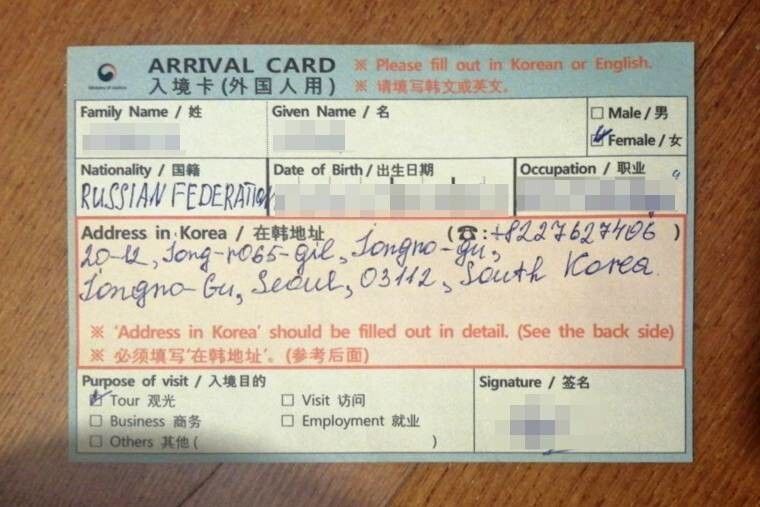 ARRIVAL CARD ※ Please fill out in Korean or English.
入境卡(外国人用) ※ 请填写韩文或英文。
Ministry of Justice
Family Name / 姓 Given Name / 名 □ Male / 男
☑ Female / 女
Nationality / 国籍 Date of Birth / 出生日期 Occupation / 职业
RUSSIAN FEDERATION
Address in Korea / 在韩地址 (☎: +8227627406 )
20-12, Jong-ro65-gil, Jongno-gu,
Jongno-Gu, Seoul, 03112, South Korea.
※ 'Address in Korea' should be filled out in detail. (See the back side)
※ 必须填写'在韩地址'。(参考后面)
Purpose of visit / 入境目的 Signature / 签名
☑ Tour 观光 □ Visit 访问
□ Business 商务 □ Employment 就业
□ Others 其他 ( )